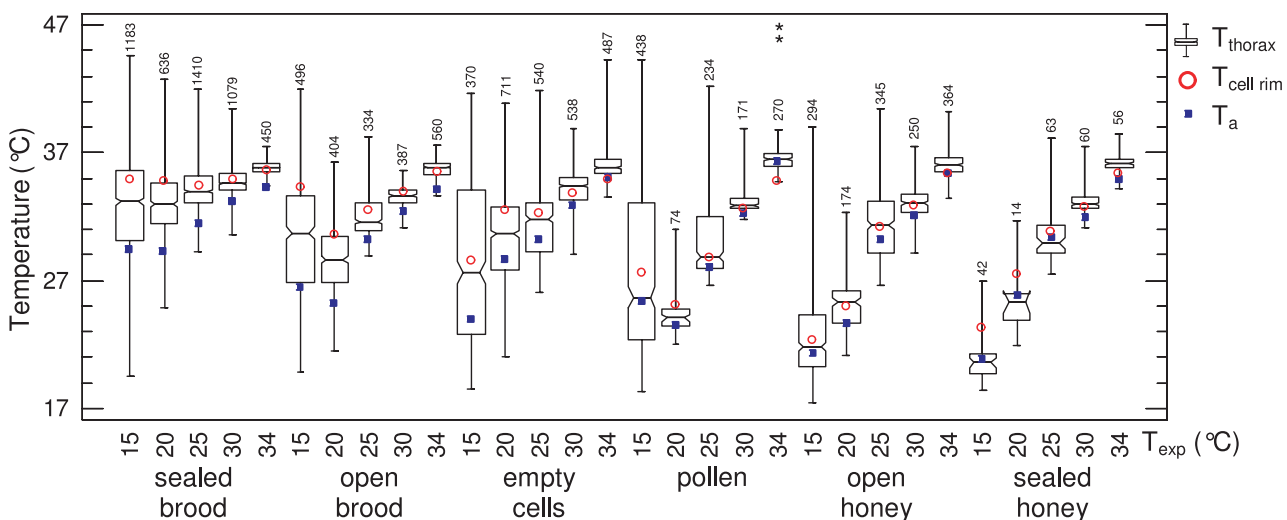 47
37
27
17
Temperature (°C)
1183
636
1410
1079
450
496
404
334
387
560
370
711
540
538
487
438
74
234
171
270
**
294
174
345
250
364
42
14
63
60
56
T thorax
T cell rim
T a
15 20 25 30 34 15 20 25 30 34 15 20 25 30 34 15 20 25 30 34 15 20 25 30 34 15 20 25 30 34
T exp (°C)
sealed brood
open brood
empty cells
pollen
open honey
sealed honey